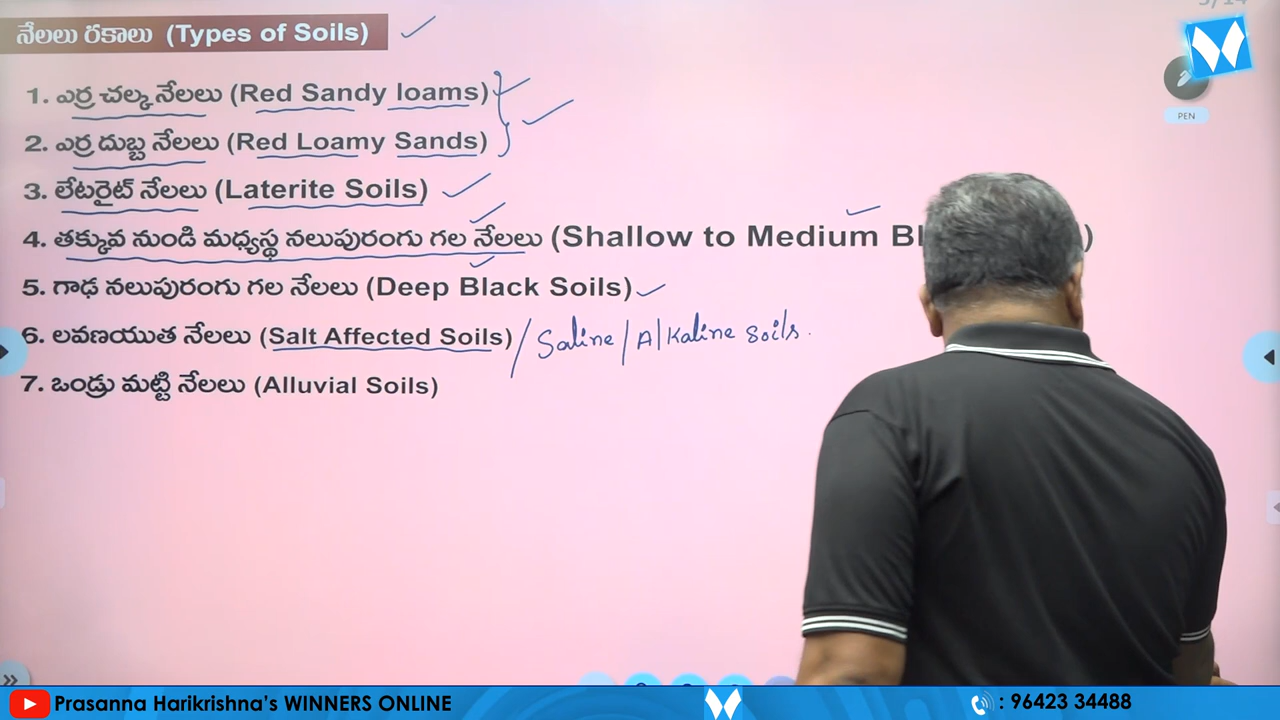 నేలలు రకాలు (Types of Soils)
PEN
1. ఎర్ర చల్క నేలలు (Red Sandy loams)
2. ఎర్ర దుబ్బ నేలలు (Red Loamy Sands)
3. లేటరైట్ నేలలు (Laterite Soils)
4. తక్కువ నుండి మధ్యస్థ నలుపురంగు గల నేలలు (Shallow to Medium )
5. గాఢ నలుపురంగు గల నేలలు (Deep Black Soils)
6. లవణయుత నేలలు (Salt Affected Soils) / Saline / Alkaline soils.
7. ఒండ్రు మట్టి నేలలు (Alluvial Soils)
Prasanna Harikrishna's WINNERS ONLINE
: 96423 34488